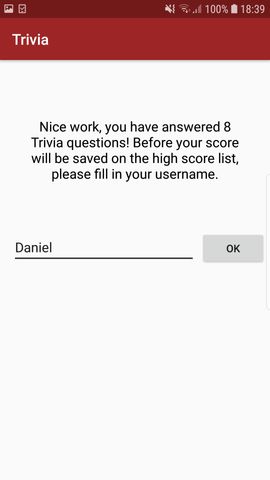 100% 18:39
Trivia
Nice work, you have answered 8
Trivia questions! Before your score
will be saved on the high score list,
please fill in your username.
Daniel OK